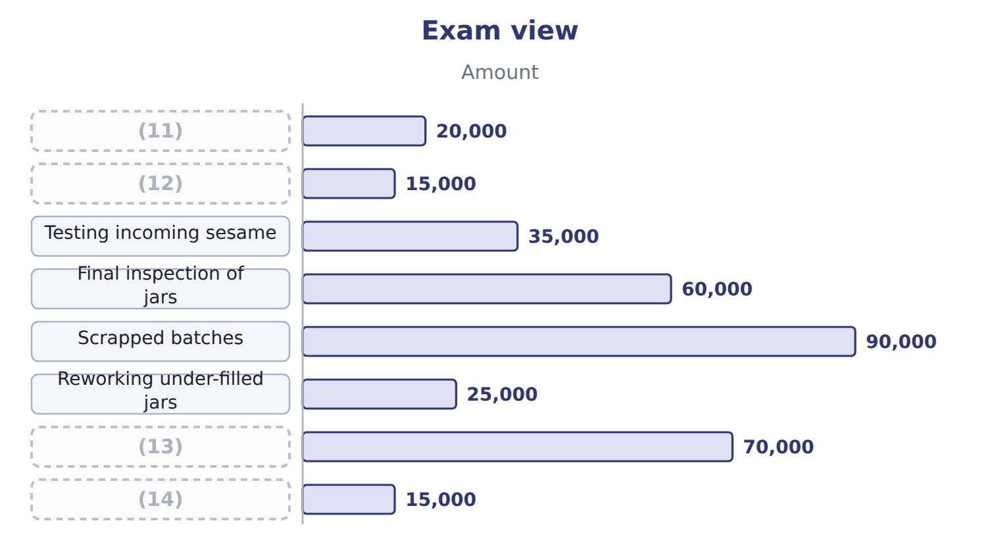 Exam view
Amount
(11)
20,000
(12)
15,000
Testing incoming sesame
35,000
Final inspection of
jars
60,000
Scrapped batches
90,000
Reworking under-filled
jars
25,000
(13)
70,000
(14)
15,000